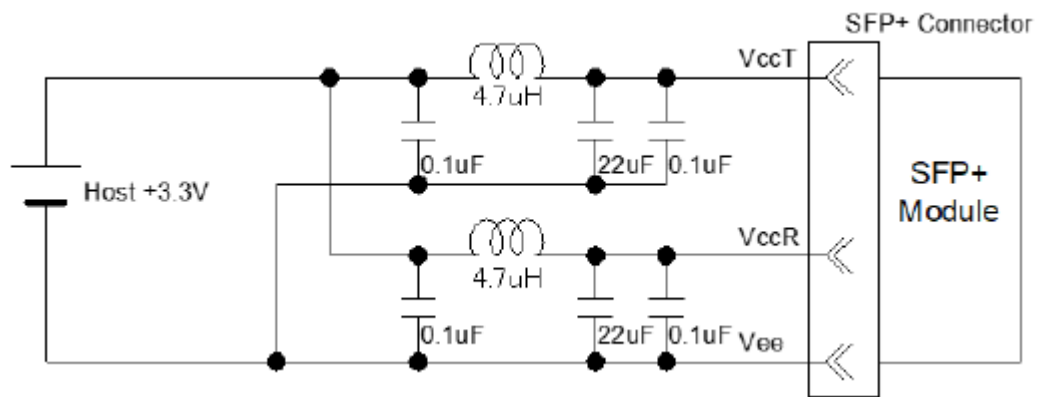 SFP+ Connector
VccT
4.7uH
0.1uF
22uF
0.1uF
Host +3.3V
SFP+
Module
VccR
4.7uH
0.1uF
22uF
0.1uF
Vee